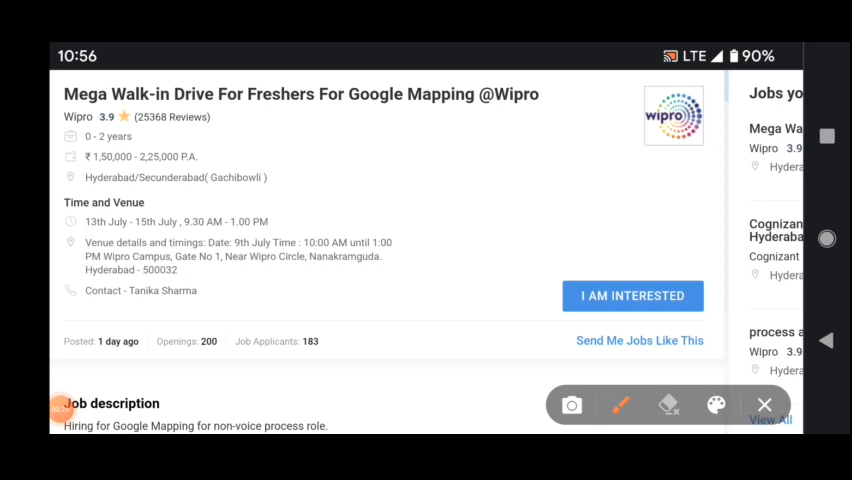 10:56
LTE 90%
Mega Walk-in Drive For Freshers For Google Mapping @Wipro
Wipro 3.9 (25368 Reviews)
0 - 2 years
₹ 1,50,000 - 2,25,000 P.A.
Hyderabad/Secunderabad( Gachibowli )
Time and Venue
13th July - 15th July , 9.30 AM - 1.00 PM
Venue details and timings: Date: 9th July Time : 10:00 AM until 1:00
PM Wipro Campus, Gate No 1, Near Wipro Circle, Nanakramguda.
Hyderabad - 500032
Contact - Tanika Sharma
I AM INTERESTED
Posted: 1 day ago Openings: 200 Job Applicants: 183
Send Me Jobs Like This
Job description
Hiring for Google Mapping for non-voice process role.
wipro
Jobs yo
Mega Wa
Wipro 3.9
Hydera
Cognizan
Hyderaba
Cognizant
Hydera
process a
Wipro 3.9
Hydera
View All